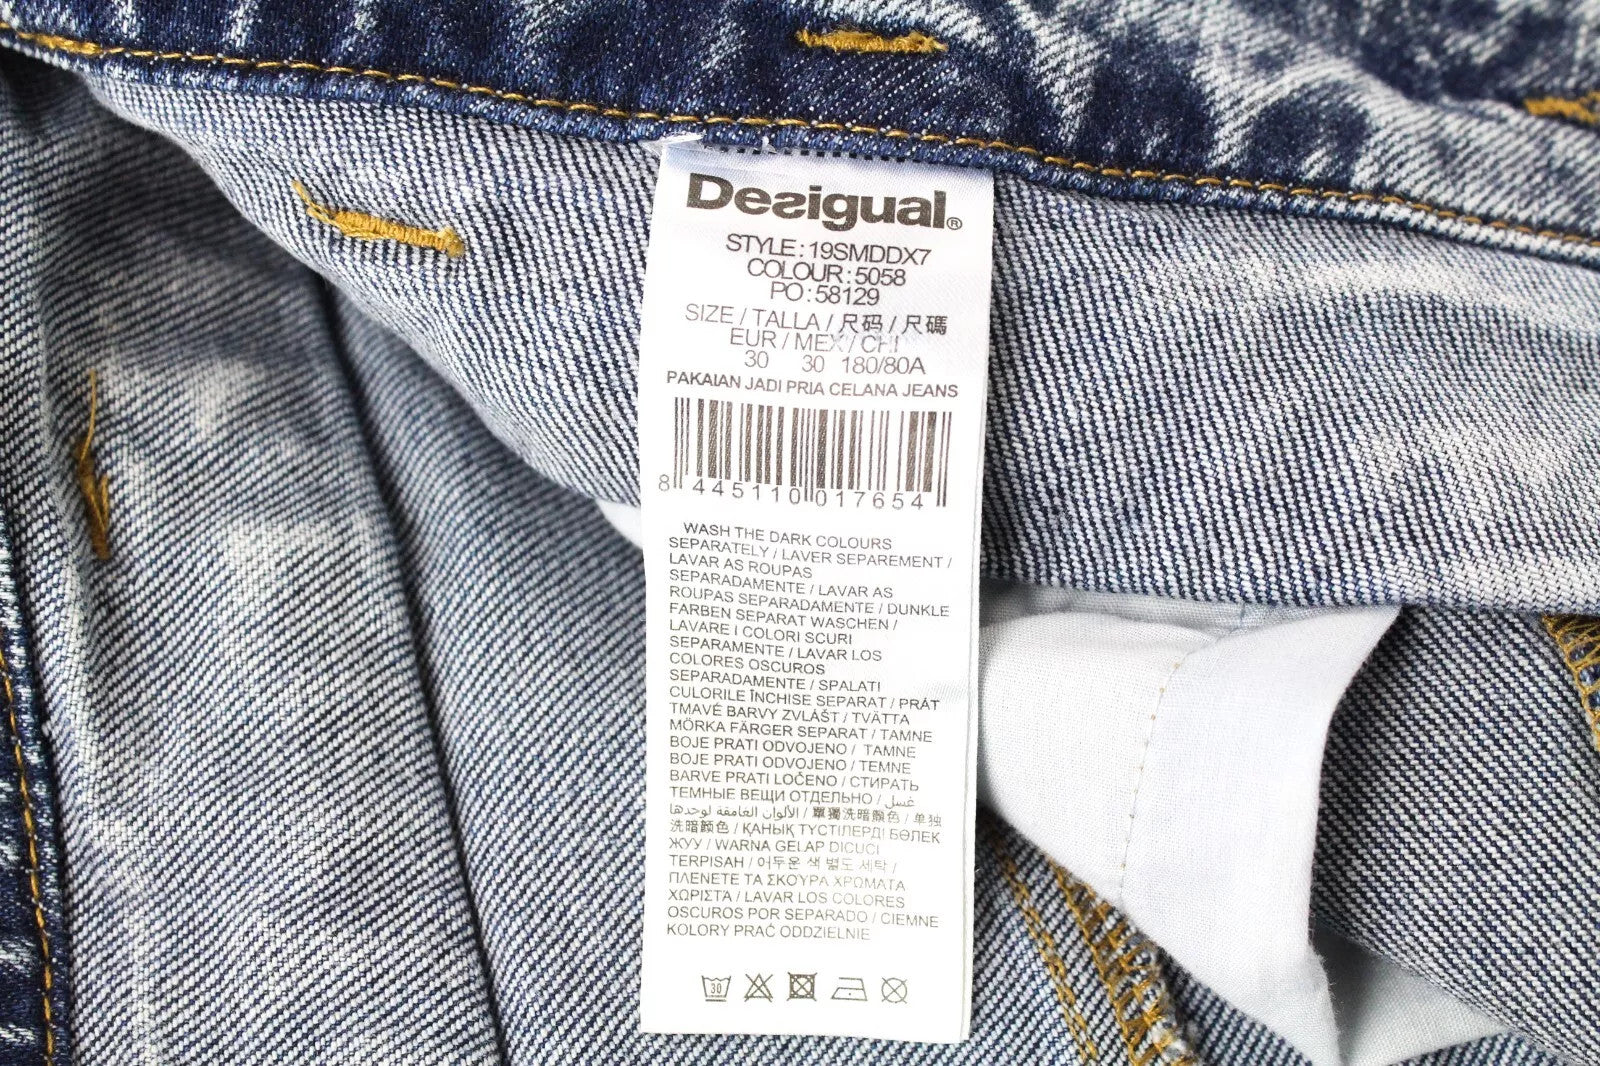 Desigual®
STYLE:19SMDDX7
COLOUR:5058
PO:58129
SIZE / TALLA / 尺码 / 尺碼
EUR / MEX / CHI
30 30 180/80A
PAKAIAN JADI PRIA CELANA JEANS
8 445110 017654
WASH THE DARK COLOURS
SEPARATELY / LAVER SEPAREMENT /
LAVAR AS ROUPAS
SEPARADAMENTE / LAVAR AS
ROUPAS SEPARADAMENTE / DUNKLE
FARBEN SEPARAT WASCHEN /
LAVARE I COLORI SCURI
SEPARAMENTE / LAVAR LOS
COLORES OSCUROS
SEPARADAMENTE / SPALATI
CULORILE ÎNCHISE SEPARAT / PRÁT
TMAVÉ BARVY ZVLÁŠT / TVÄTTA
MÖRKA FÄRGER SEPARAT / TAMNE
BOJE PRATI ODVOJENO / TAMNE
BOJE PRATI ODVOJENO / TEMNE
BARVE PRATI LOČENO / СТИРАТЬ
ТЕМНЫЕ ВЕЩИ ОТДЕЛЬНО / غسل
الألوان الغامقة لوحدها / 單獨洗暗顏色 / 单独
洗暗颜色 / ҚАНЫҚ ТҮСТІЛЕРДІ БӨЛЕК
ЖУУ / WARNA GELAP DICUCI
TERPISAH / 어두운 색 별도 세탁 /
ΠΛΕΝΕΤΕ ΤΑ ΣΚΟΥΡΑ ΧΡΩΜΑΤΑ
ΧΩΡΙΣΤΑ / LAVAR LOS COLORES
OSCUROS POR SEPARADO / CIEMNE
KOLORY PRAĆ ODDZIELNIE
30